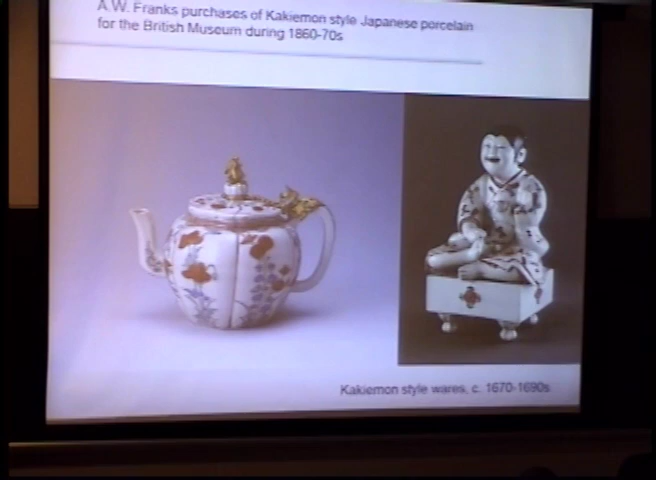 A.W. Franks purchases of Kakiemon style Japanese porcelain
for the British Museum during 1860-70s
Kakiemon style wares, c. 1670-1690s